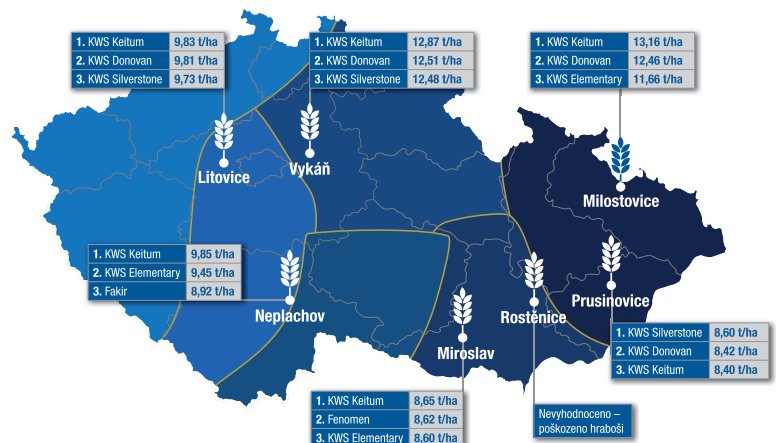 1. KWS Keitum 9,83 t/ha
2. KWS Donovan 9,81 t/ha
3. KWS Silverstone 9,73 t/ha
1. KWS Keitum 12,87 t/ha
2. KWS Donovan 12,51 t/ha
3. KWS Silverstone 12,48 t/ha
1. KWS Keitum 13,16 t/ha
2. KWS Donovan 12,46 t/ha
3. KWS Elementary 11,66 t/ha
Litovice
Vykáň
Milostovice
1. KWS Keitum 9,85 t/ha
2. KWS Elementary 9,45 t/ha
3. Fakir 8,92 t/ha
Neplachov
Miroslav
Rostěnice
Prusinovice
1. KWS Silverstone 8,60 t/ha
2. KWS Donovan 8,42 t/ha
3. KWS Keitum 8,40 t/ha
1. KWS Keitum 8,65 t/ha
2. Fenomen 8,62 t/ha
3. KWS Elementary 8,60 t/ha
Nevyhodnoceno –
poškozeno hraboši